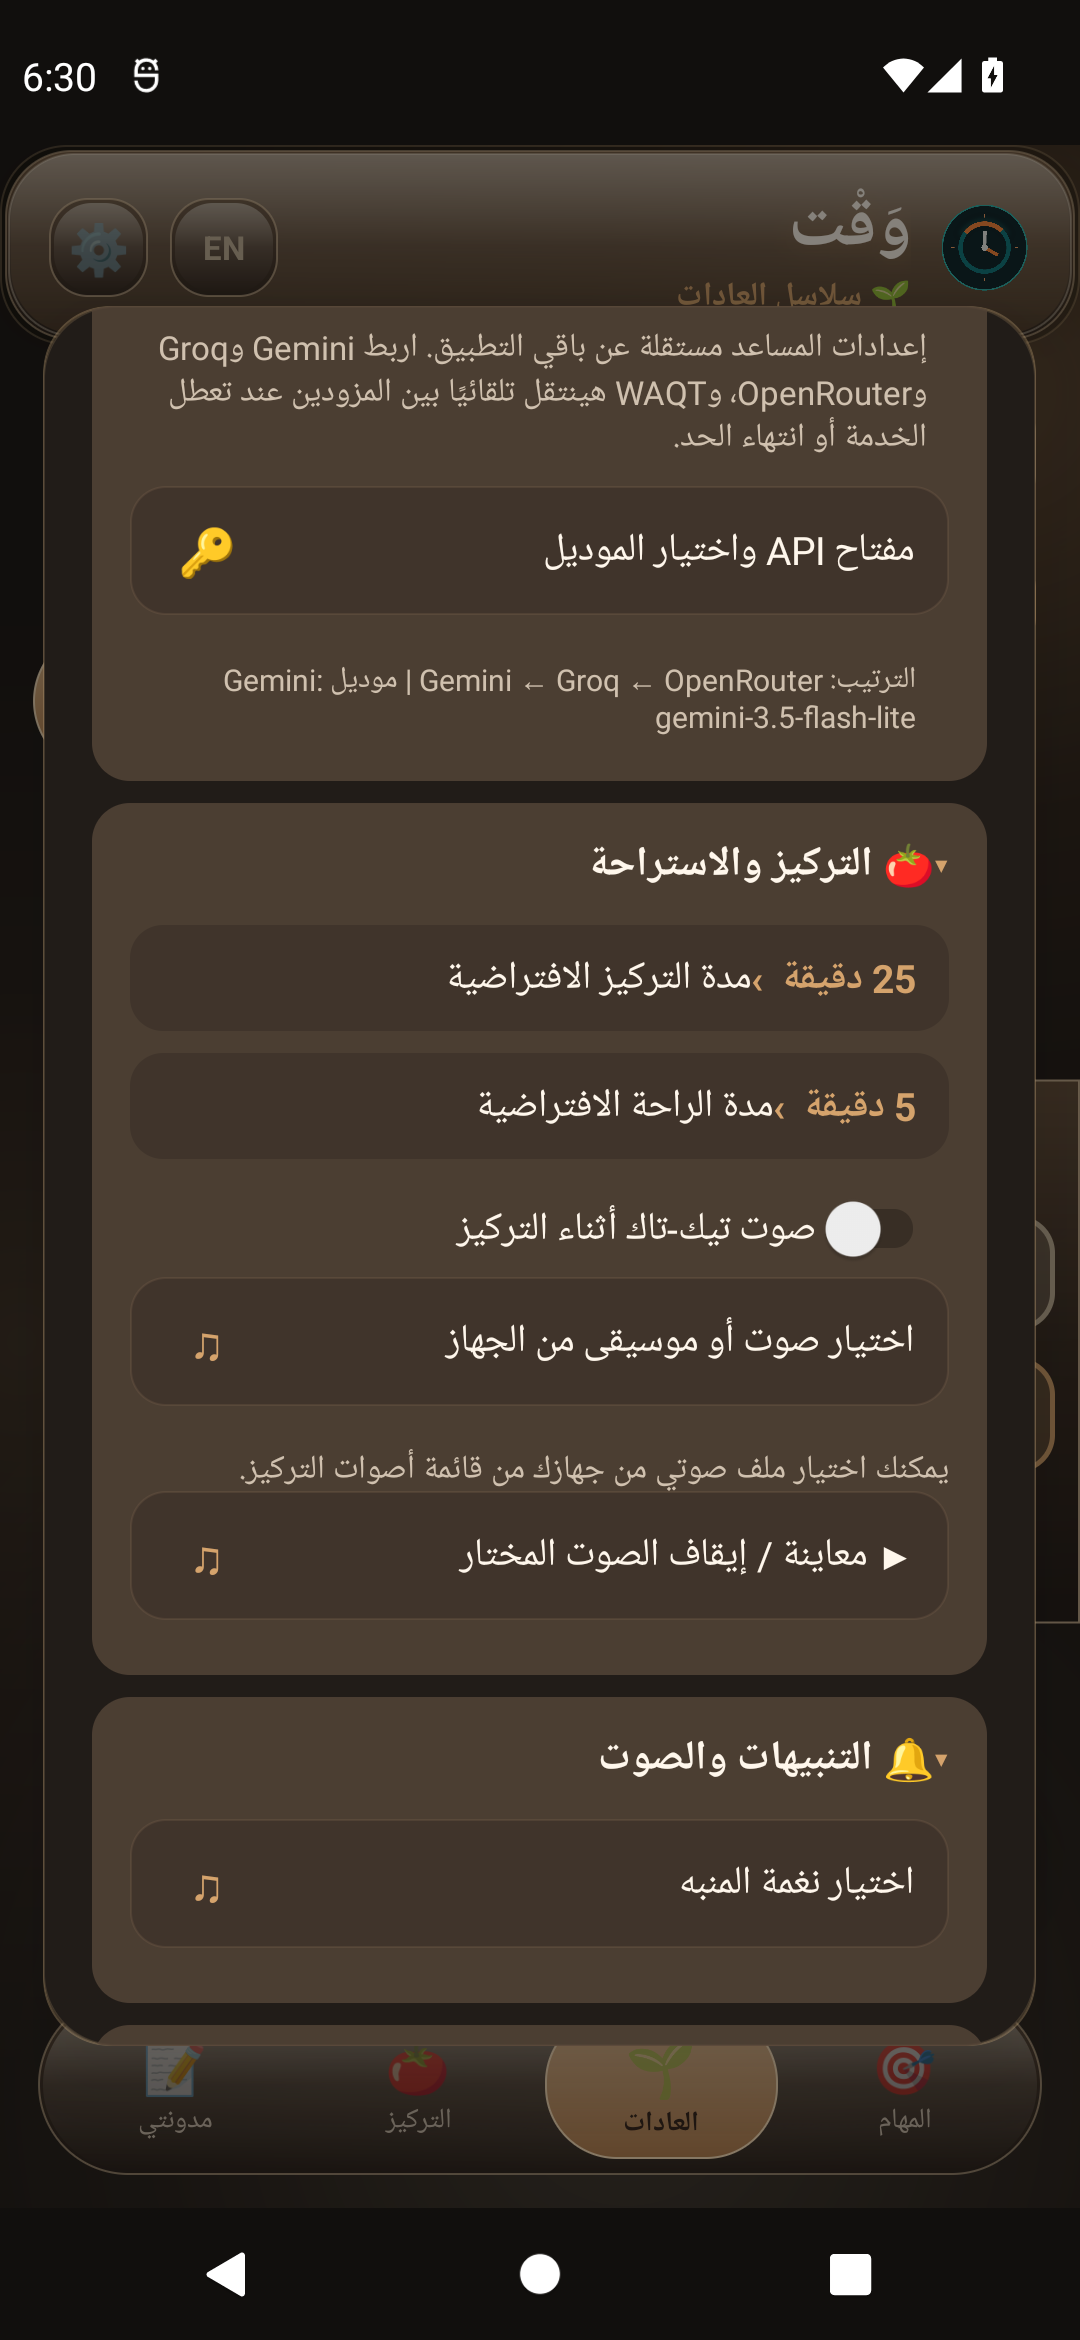 6:30
وَقْت
EN
🌱 سلاسل العادات
إعدادات المساعد مستقلة عن باقي التطبيق. اربط Gemini وGroq
وOpenRouter، وWAQT هينتقل تلقائيًا بين المزودين عند تعطل
الخدمة أو انتهاء الحد.
مفتاح API واختيار الموديل 🔑
الترتيب: Gemini ← Groq ← OpenRouter | موديل Gemini:
gemini-3.5-flash-lite
▾ 🍅 التركيز والاستراحة
25 دقيقة ‹ مدة التركيز الافتراضية
5 دقيقة ‹ مدة الراحة الافتراضية
صوت تيك-تاك أثناء التركيز
اختيار صوت أو موسيقى من الجهاز ♫
يمكنك اختيار ملف صوتي من جهازك من قائمة أصوات التركيز.
▶ معاينة / إيقاف الصوت المختار ♫
▾ 🔔 التنبيهات والصوت
اختيار نغمة المنبه ♫
المهام
العادات
التركيز
مدونتي